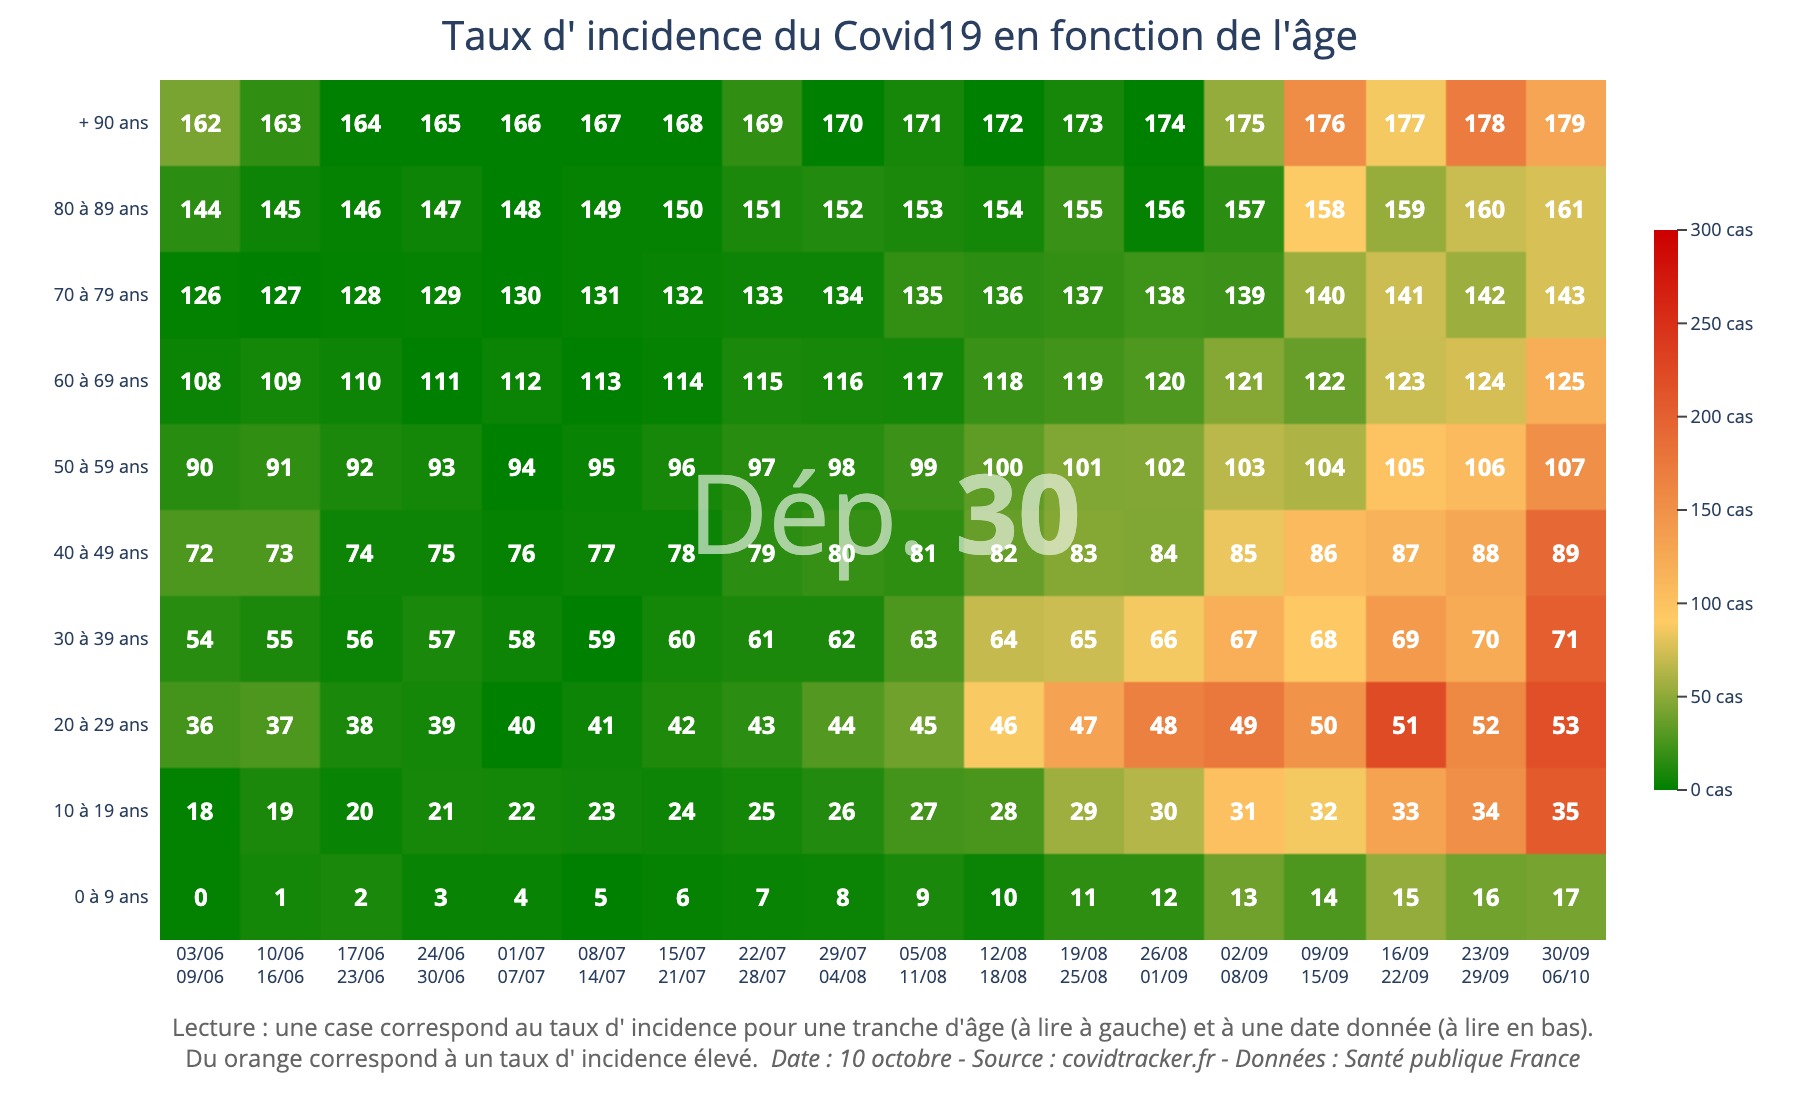 Taux d' incidence du Covid19 en fonction de l'âge
+ 90 ans 162 163 164 165 166 167 168 169 170 171 172 173 174 175 176 177 178 179
80 à 89 ans 144 145 146 147 148 149 150 151 152 153 154 155 156 157 158 159 160 161
300 cas
70 à 79 ans 126 127 128 129 130 131 132 133 134 135 136 137 138 139 140 141 142 143
250 cas
60 à 69 ans 108 109 110 111 112 113 114 115 116 117 118 119 120 121 122 123 124 125
200 cas
50 à 59 ans 90 91 92 93 94 95 96 97 98 99 100 101 102 103 104 105 106 107
Dép. 30
150 cas
40 à 49 ans 72 73 74 75 76 77 78 79 80 81 82 83 84 85 86 87 88 89
100 cas
30 à 39 ans 54 55 56 57 58 59 60 61 62 63 64 65 66 67 68 69 70 71
50 cas
20 à 29 ans 36 37 38 39 40 41 42 43 44 45 46 47 48 49 50 51 52 53
0 cas
10 à 19 ans 18 19 20 21 22 23 24 25 26 27 28 29 30 31 32 33 34 35
0 à 9 ans 0 1 2 3 4 5 6 7 8 9 10 11 12 13 14 15 16 17
03/06 10/06 17/06 24/06 01/07 08/07 15/07 22/07 29/07 05/08 12/08 19/08 26/08 02/09 09/09 16/09 23/09 30/09
09/06 16/06 23/06 30/06 07/07 14/07 21/07 28/07 04/08 11/08 18/08 25/08 01/09 08/09 15/09 22/09 29/09 06/10
Lecture : une case correspond au taux d' incidence pour une tranche d'âge (à lire à gauche) et à une date donnée (à lire en bas).
Du orange correspond à un taux d' incidence élevé. Date : 10 octobre - Source : covidtracker.fr - Données : Santé publique France